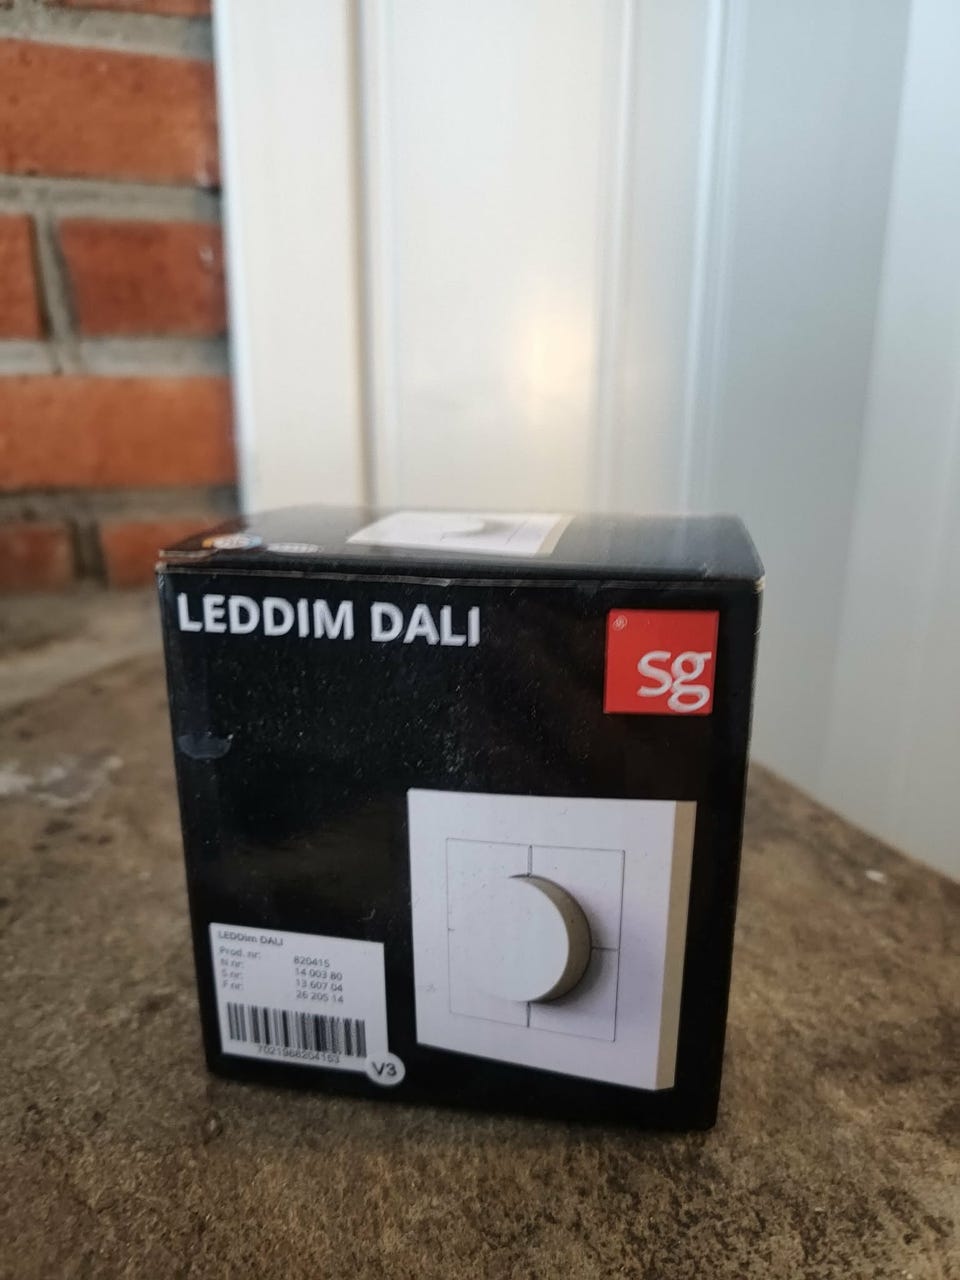 LEDDIM DALI
®
sg
LEDDim DALI
Prod. nr: 820415
N nr: 14 003 80
S nr: 13 607 04
F nr: 26 205 14
7021988204153
V3